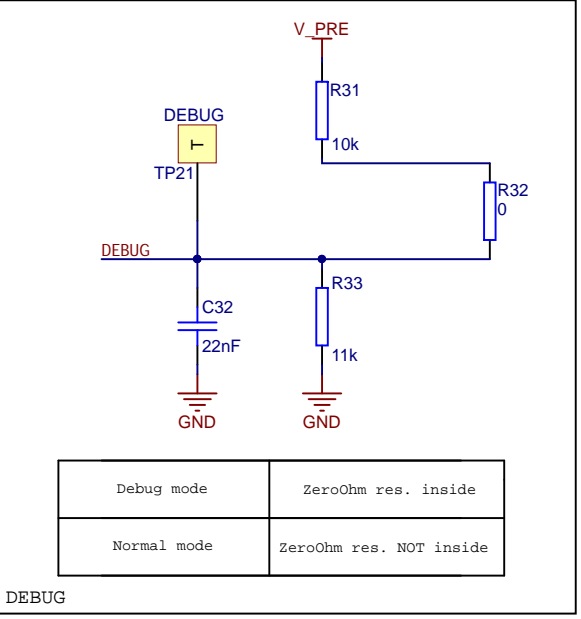 V_PRE
R31
10k
DEBUG
T
TP21
R32
0
DEBUG
R33
11k
C32
22nF
GND
GND
Debug mode ZeroOhm res. inside
Normal mode ZeroOhm res. NOT inside
DEBUG